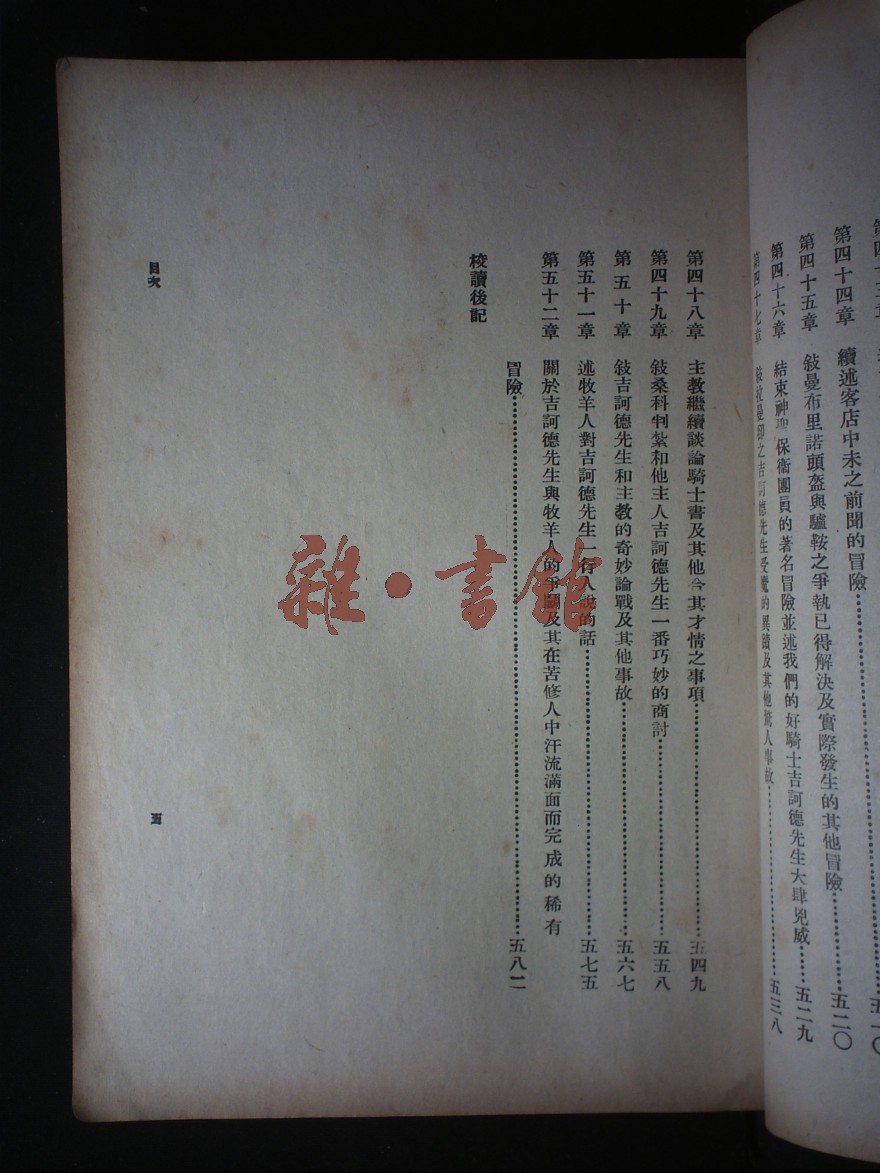 第四十四章 續述客店中未之前聞的冒險……五二〇
第四十五章 敍曼布里諾頭盔與驢鞍之爭執已得解決及實際發生的其他冒險……五二九
第四十六章 結束神聖保衛團員的著名冒險並述我們的好騎士吉訶德先生大肆兇威
第四十七章 敍拉曼却之吉訶德先生受魔的異蹟及其他驚人事故……五三八
第四十八章 主教繼續談論騎士書及其他合其才情之事項……五四九
第四十九章 敍桑科判紮和他主人吉訶德先生一番巧妙的商討……五五八
第五十章 敍吉訶德先生和主教的奇妙論戰及其他事故……五六七
第五十一章 述牧羊人對吉訶德先生一行人說的話……五七五
第五十二章 關於吉訶德先生與牧羊人的爭鬭及其在苦修人中汗流滿面而完成的稀有
冒險……五八二
校讀後記
目次
五
雜·書館